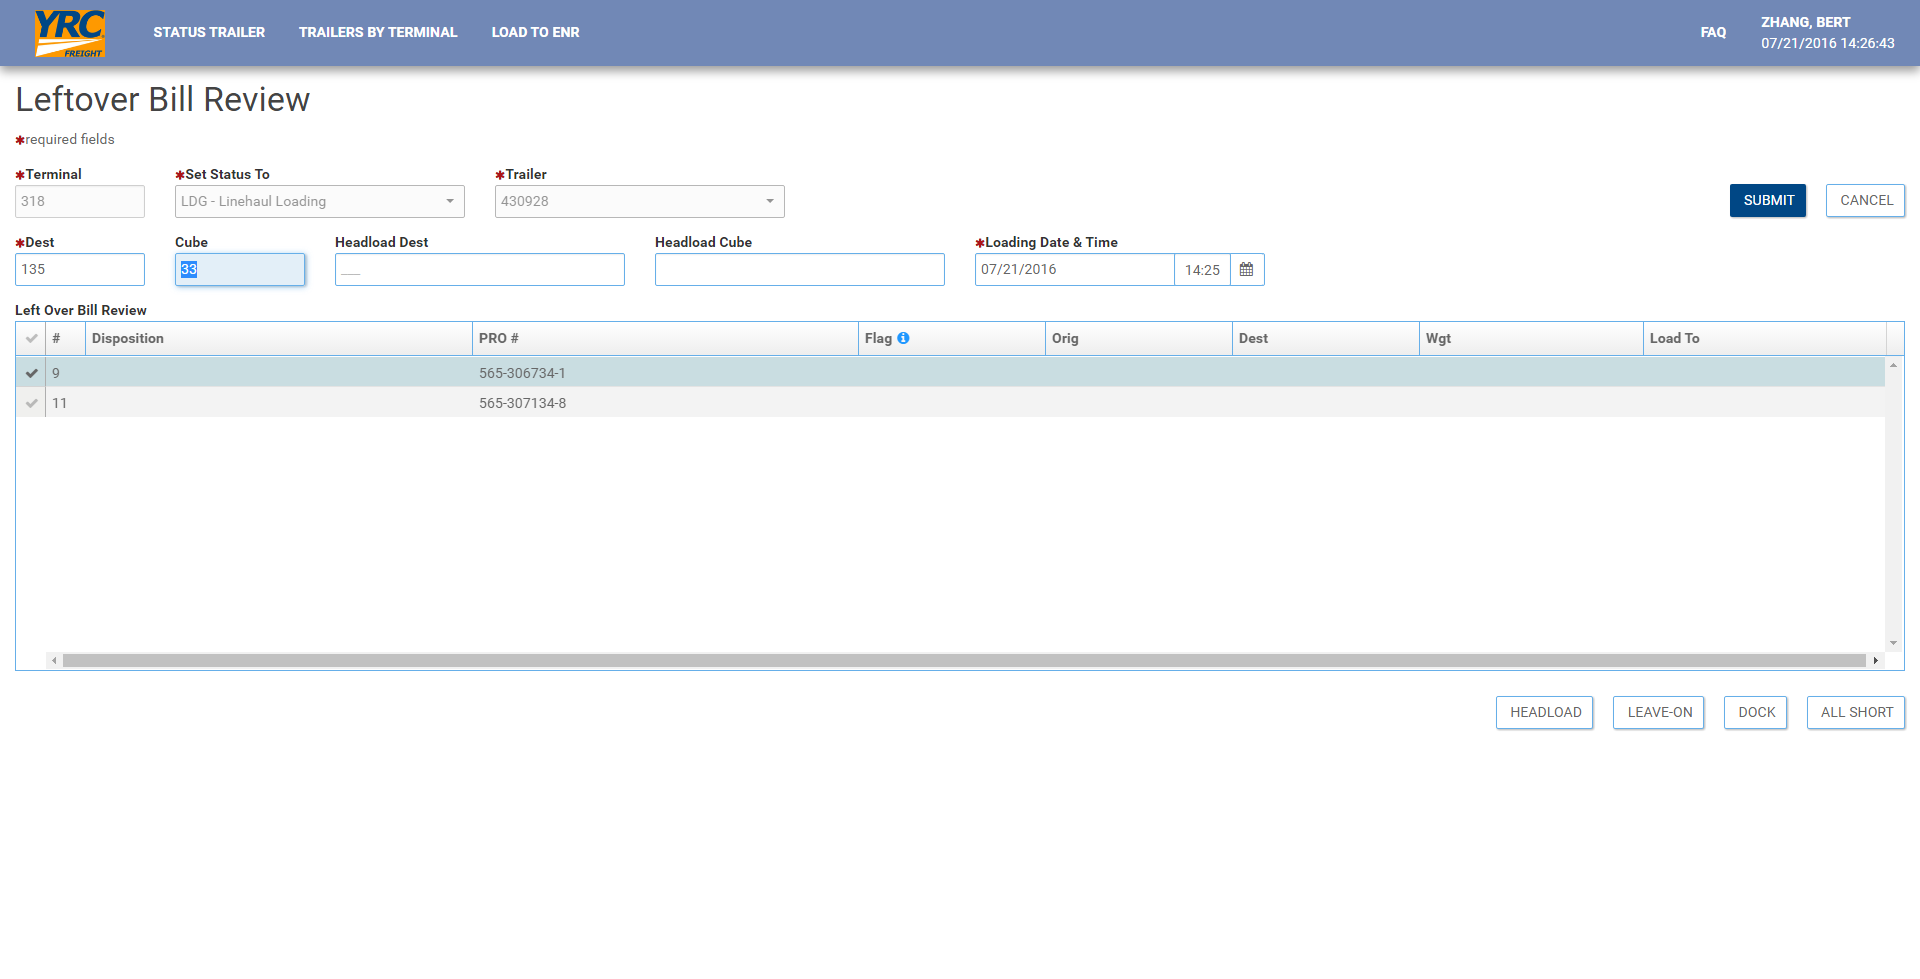 YRC
FREIGHT
STATUS TRAILER
TRAILERS BY TERMINAL
LOAD TO ENR
FAQ
ZHANG, BERT
07/21/2016 14:26:43
Leftover Bill Review
*required fields
*Terminal
*Set Status To
*Trailer
318
LDG - Linehaul Loading
430928
SUBMIT
CANCEL
*Dest
Cube
Headload Dest
Headload Cube
*Loading Date & Time
135
33
___
07/21/2016
14:25
Left Over Bill Review
# Disposition PRO # Flag Orig Dest Wgt Load To
9 565-306734-1
11 565-307134-8
HEADLOAD
LEAVE-ON
DOCK
ALL SHORT